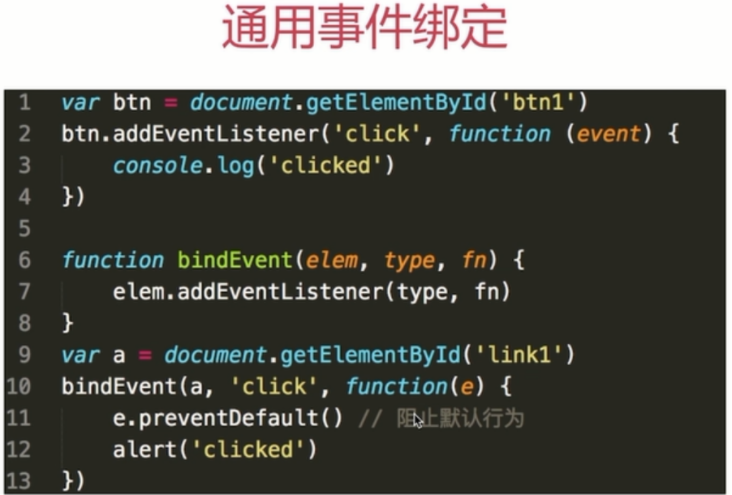 通用事件绑定
1 var btn = document.getElementById('btn1')
2 btn.addEventListener('click', function (event) {
3     console.log('clicked')
4 })
5
6 function bindEvent(elem, type, fn) {
7     elem.addEventListener(type, fn)
8 }
9 var a = document.getElementById('link1')
10 bindEvent(a, 'click', function(e) {
11     e.preventDefault() // 阻止默认行为
12     alert('clicked')
13 })